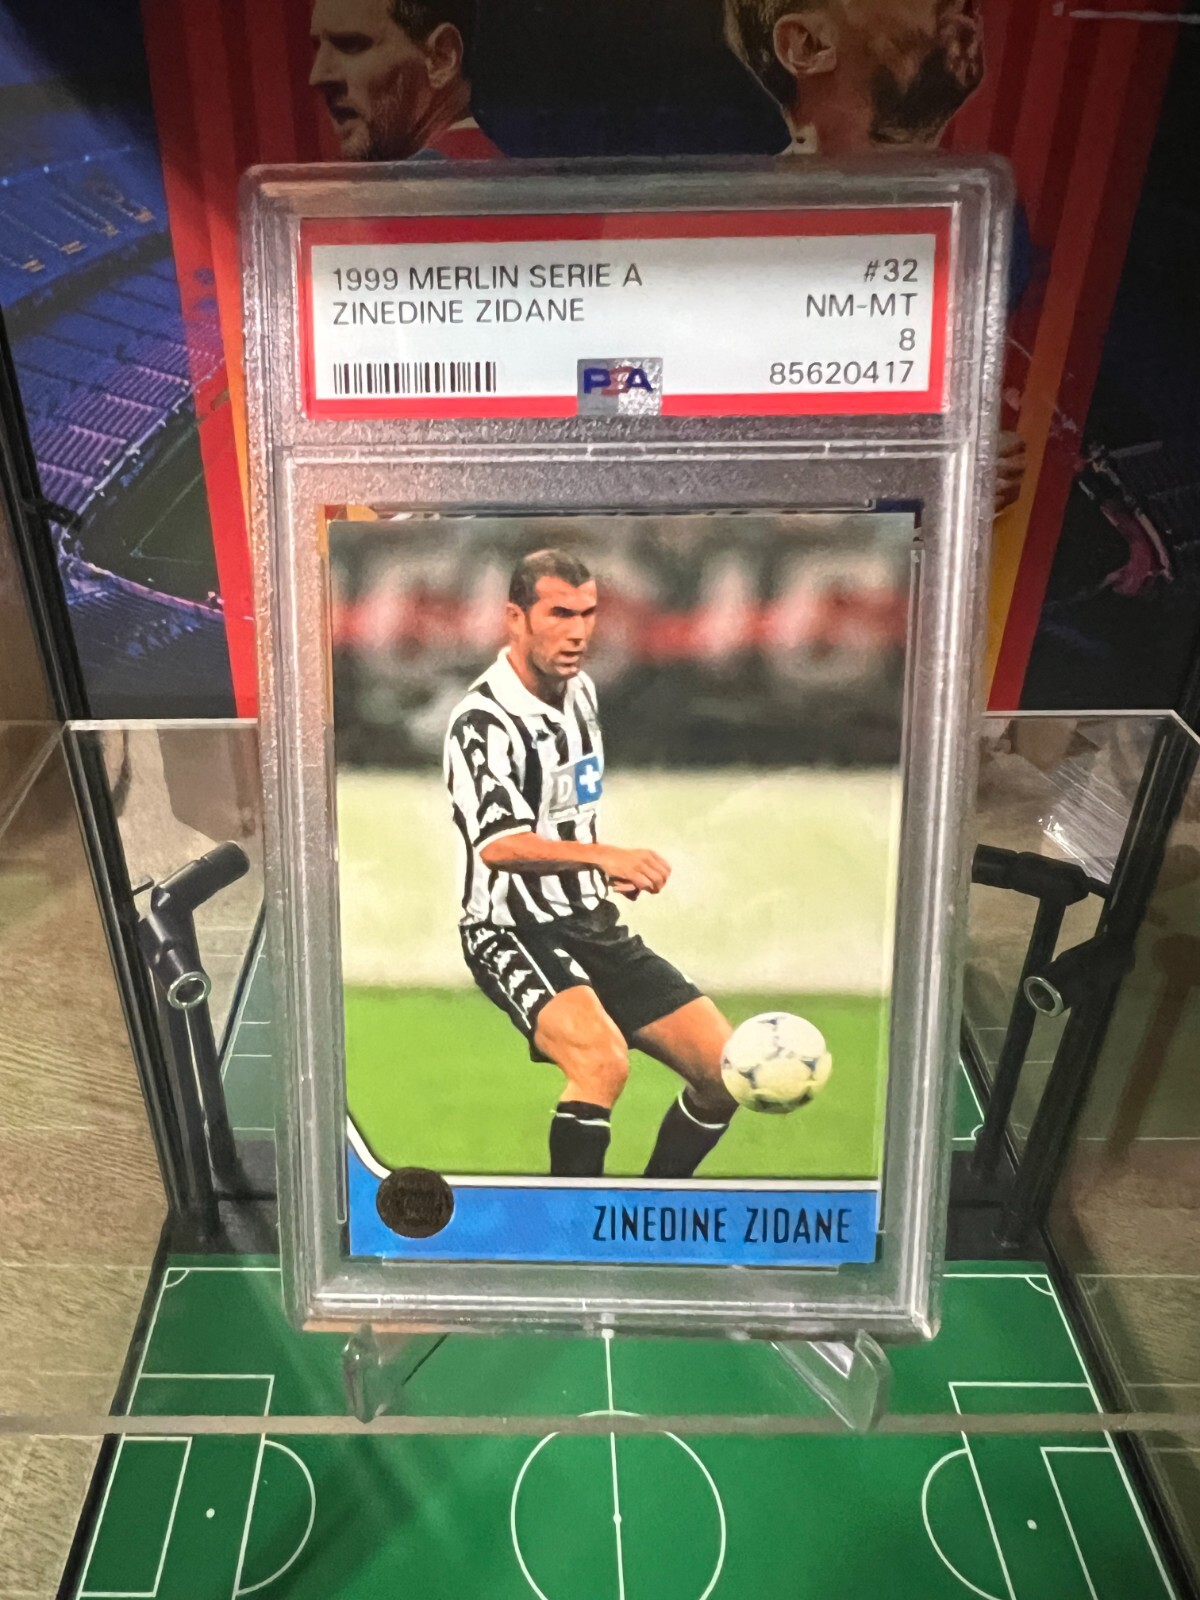 1999 MERLIN SERIE A #32
ZINEDINE ZIDANE NM-MT
8
PSA 85620417
D+
ZINEDINE ZIDANE